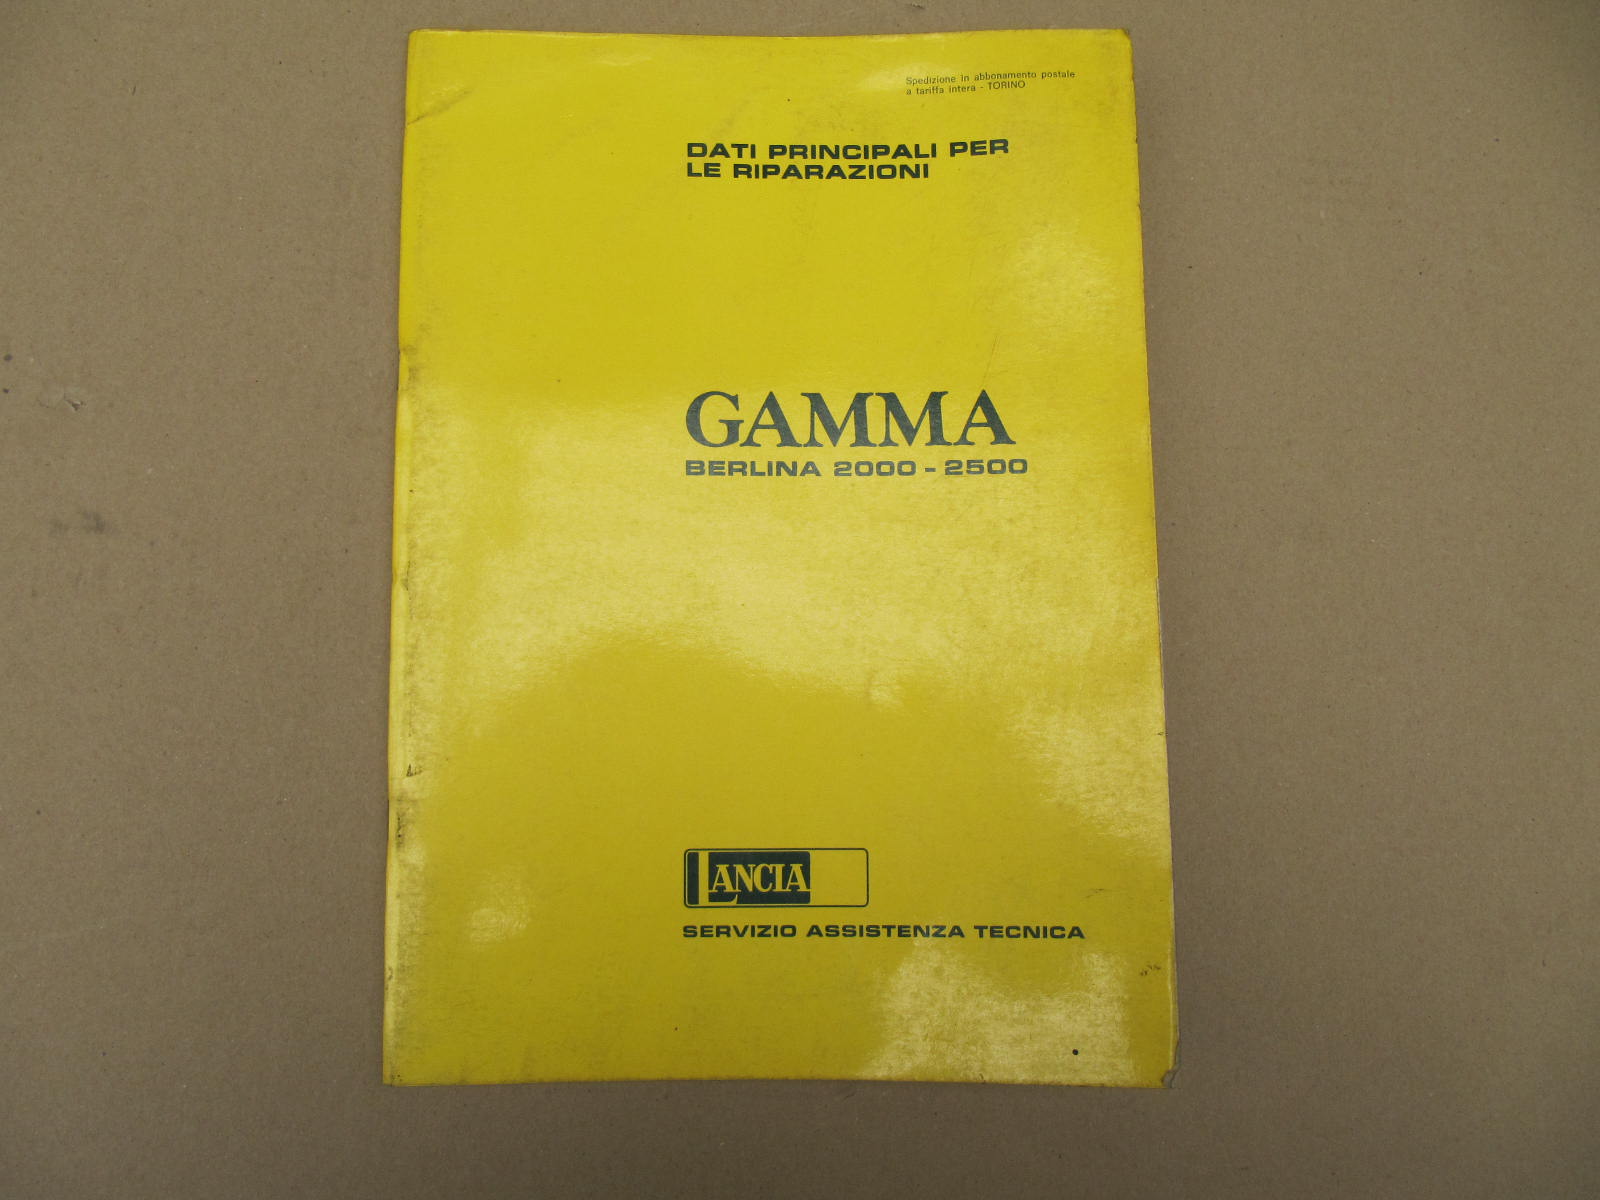 Spedizione in abbonamento postale
a tariffa intera - TORINO
DATI PRINCIPALI PER
LE RIPARAZIONI
GAMMA
BERLINA 2000 - 2500
LANCIA
SERVIZIO ASSISTENZA TECNICA